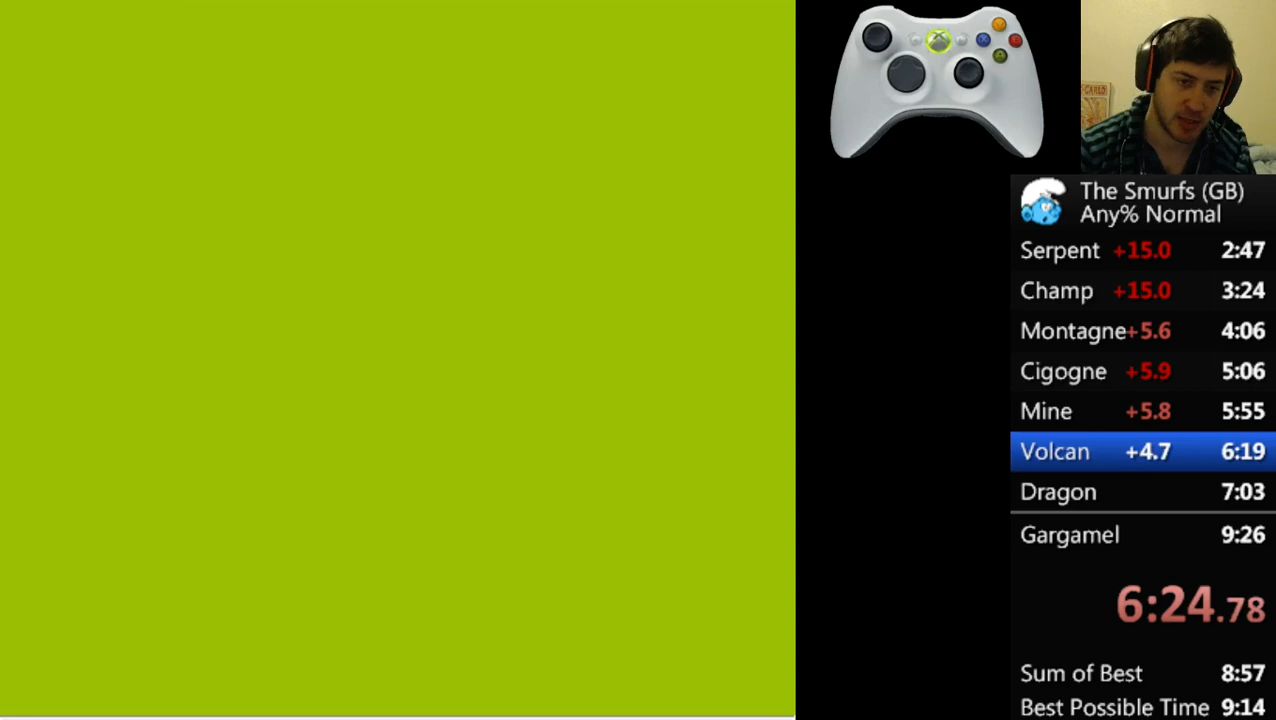 CARLO
The Smurfs (GB)
Any% Normal
Serpent +15.0 2:47
Champ +15.0 3:24
Montagne+5.6 4:06
Cigogne +5.9 5:06
Mine +5.8 5:55
Volcan +4.7 6:19
Dragon 7:03
Gargamel 9:26
6:24.78
Sum of Best 8:57
Best Possible Time 9:14